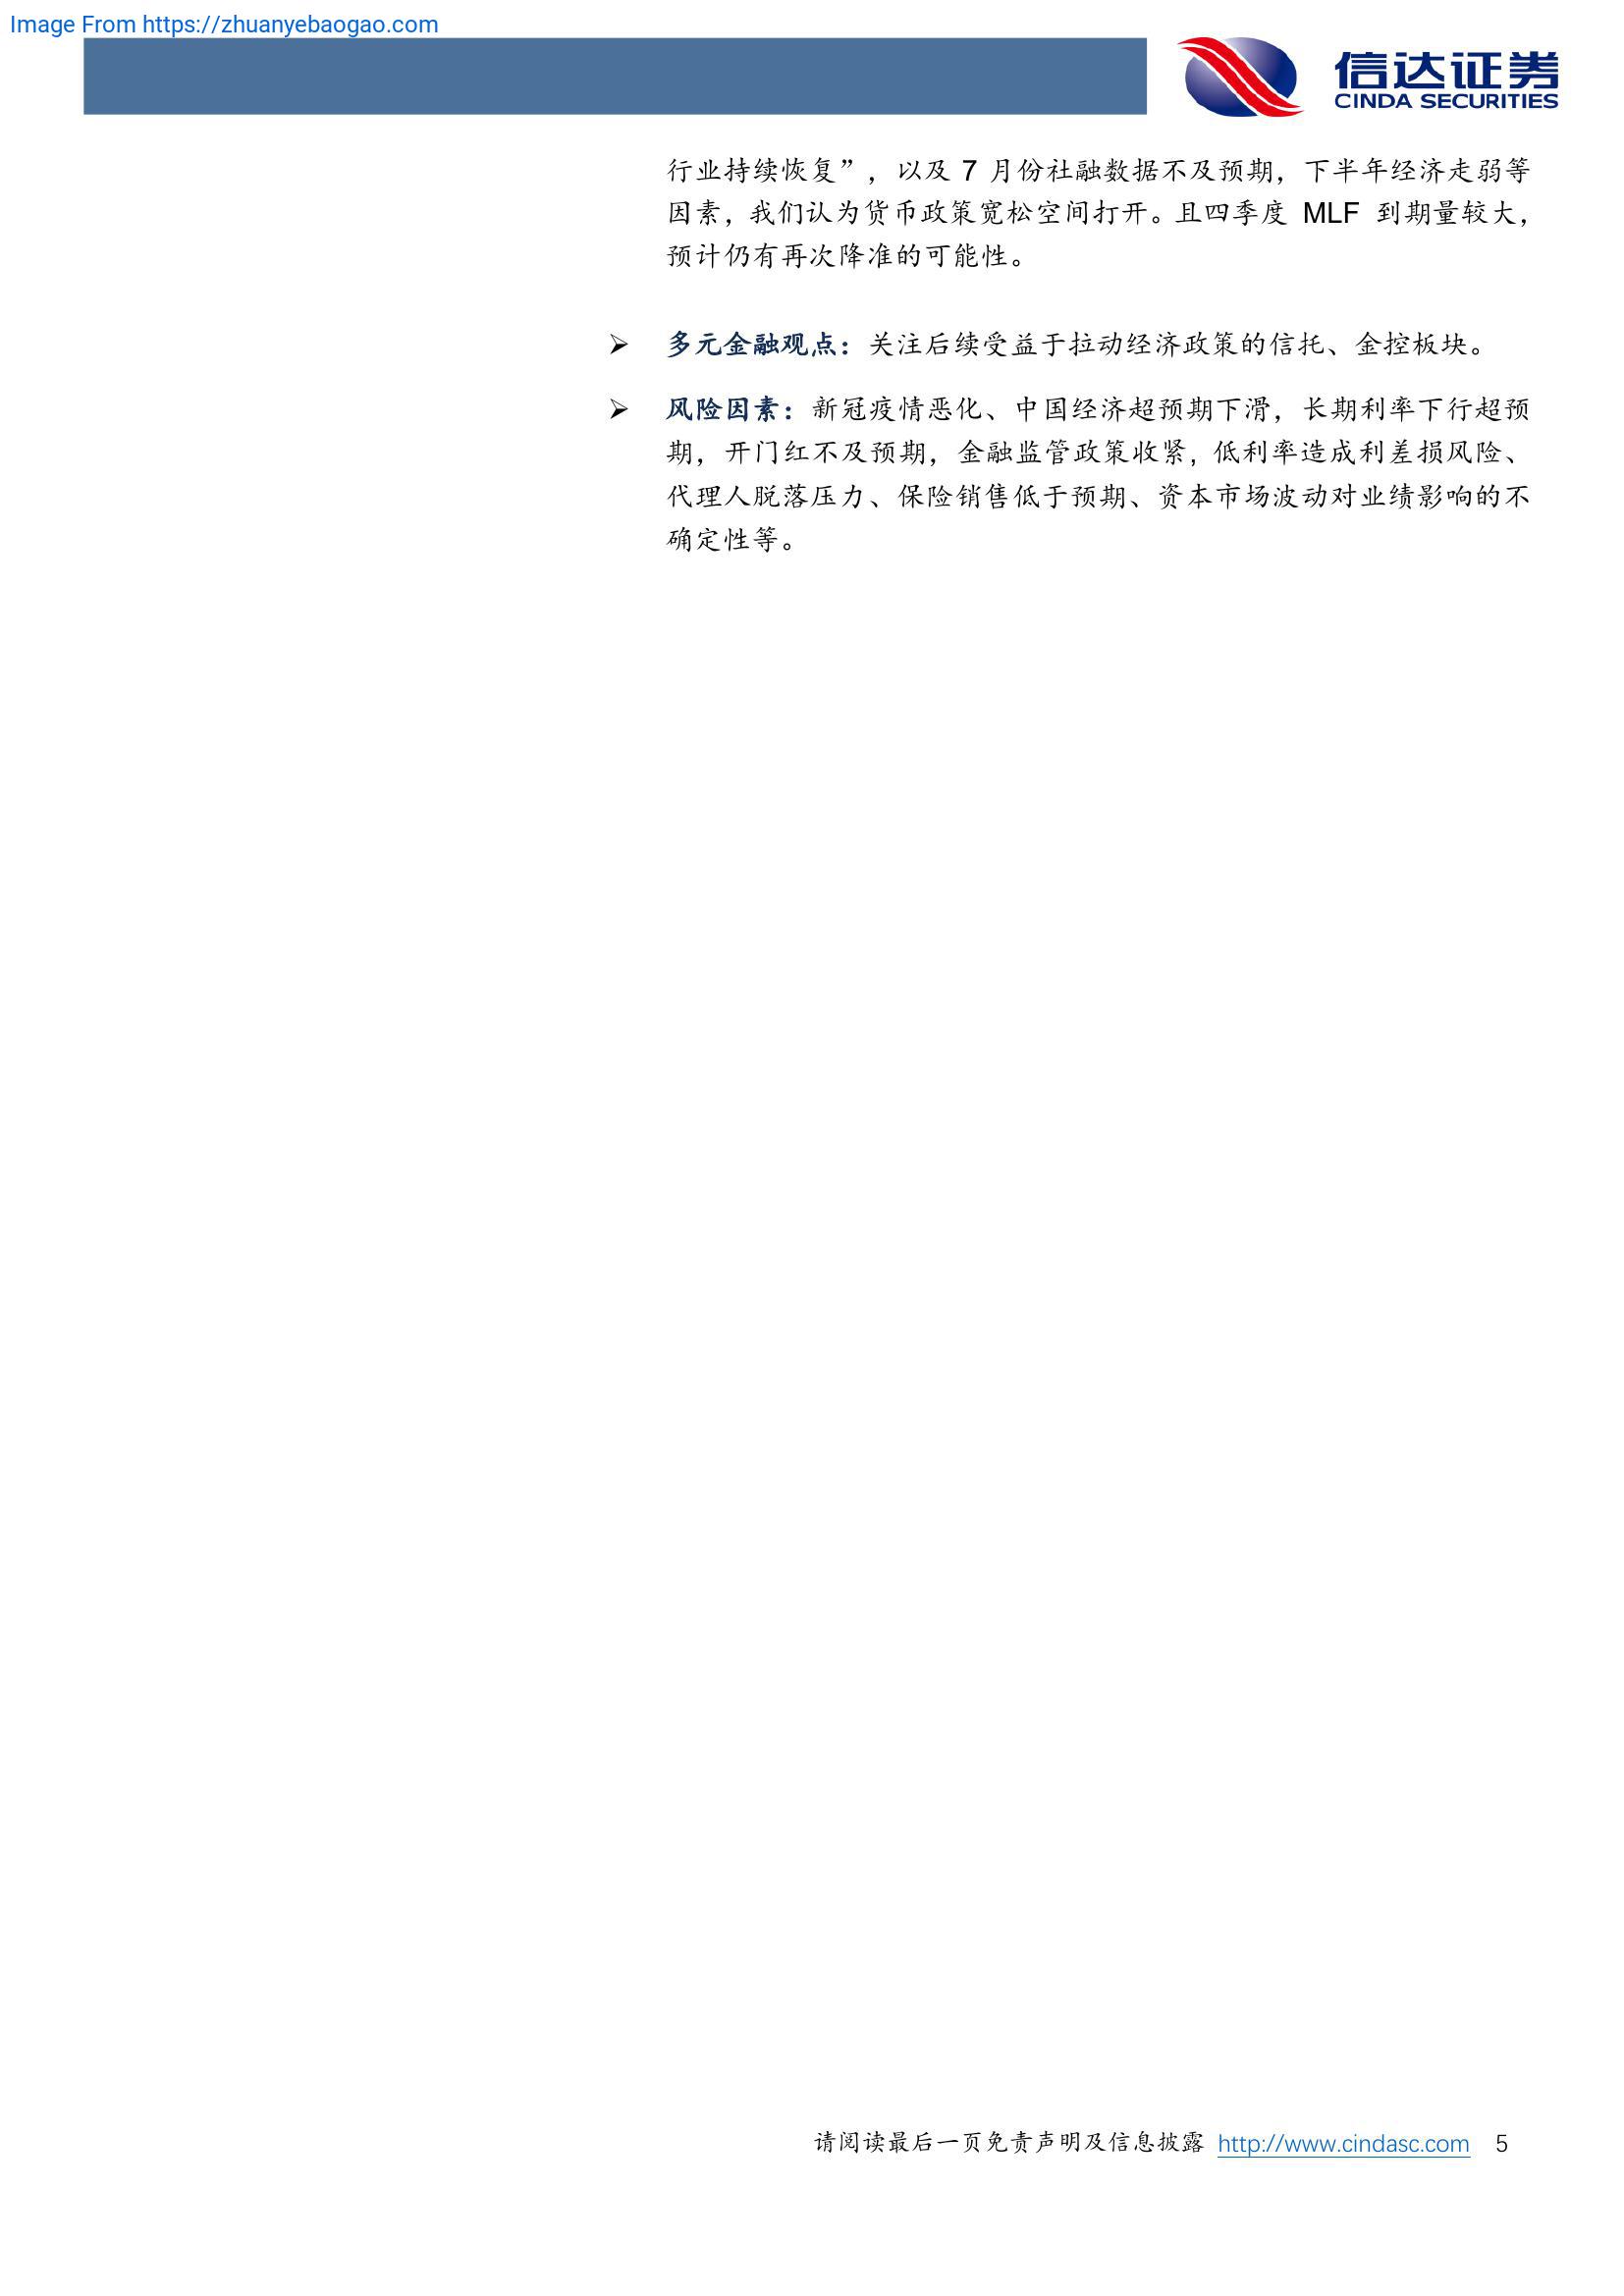 Image From https://zhuanyebaogao.com
信达证券
CINDA SECURITIES
行业持续恢复”，以及 7 月份社融数据不及预期，下半年经济走弱等
因素，我们认为货币政策宽松空间打开。且四季度 MLF 到期量较大，
预计仍有再次降准的可能性。
➢ 多元金融观点：关注后续受益于拉动经济政策的信托、金控板块。
➢ 风险因素：新冠疫情恶化、中国经济超预期下滑，长期利率下行超预
期，开门红不及预期，金融监管政策收紧，低利率造成利差损风险、
代理人脱落压力、保险销售低于预期、资本市场波动对业绩影响的不
确定性等。
请阅读最后一页免责声明及信息披露 http://www.cindasc.com 5